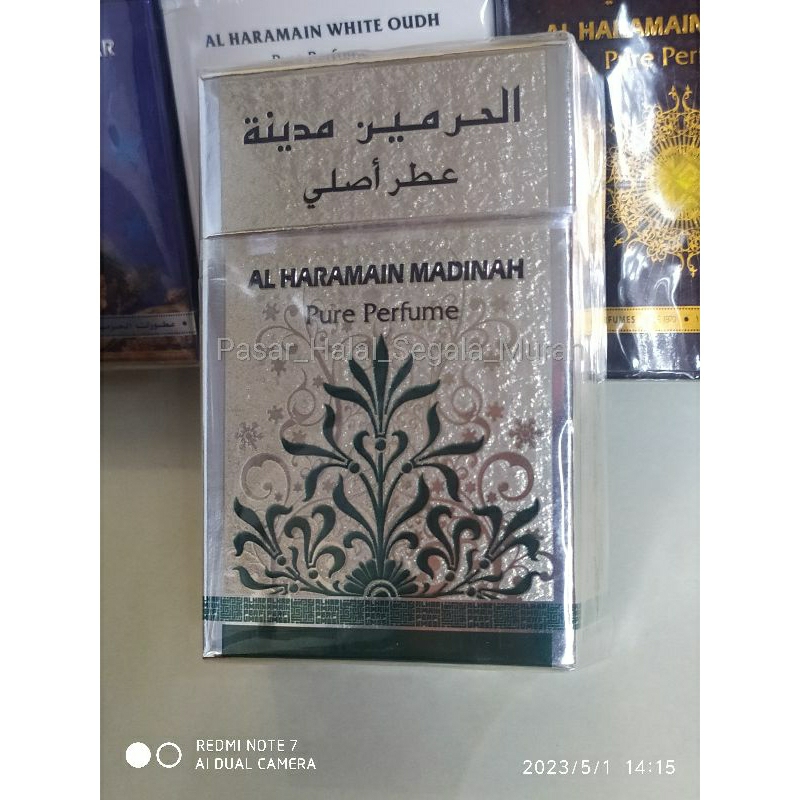 AL HARAMAIN WHITE OUDH
AL HARAMAIN
Pure Per
الحرمين مدينة
عطر أصلي
AL HARAMAIN MADINAH
Pure Perfume
Pasar_Halal_Segala_Murah
REDMI NOTE 7
AI DUAL CAMERA
2023/5/1 14:15